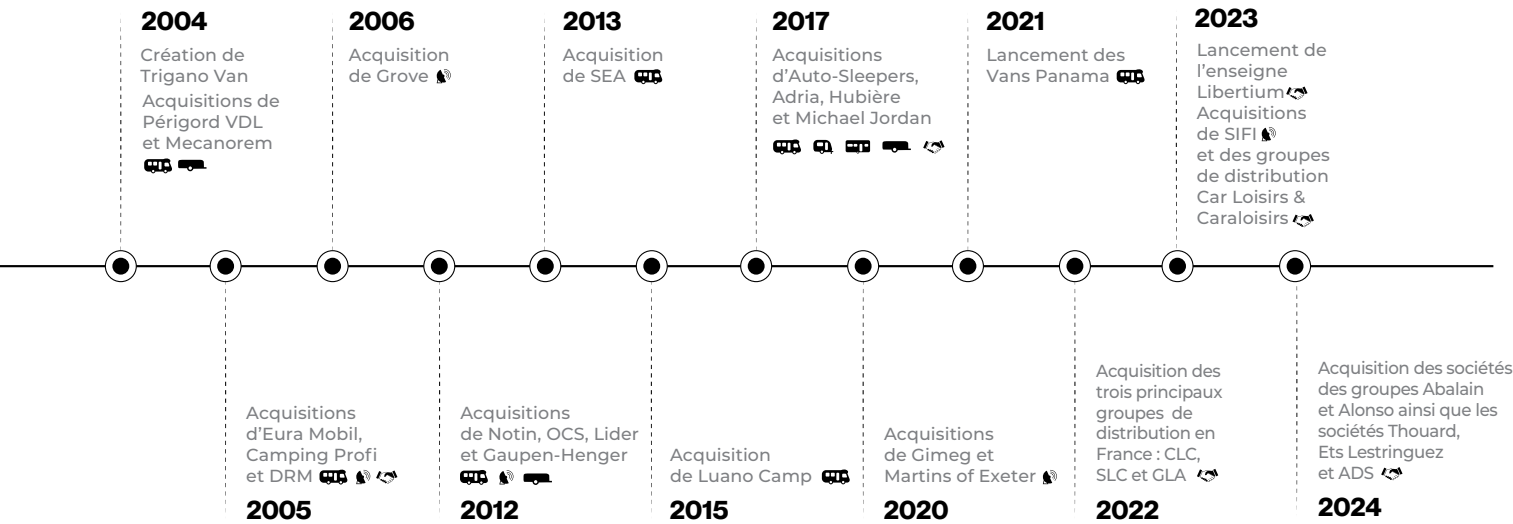 2004
Création de
Trigano Van
Acquisitions de
Périgord VDL
et Mecanorem
2006
Acquisition
de Grove
2013
Acquisition
de SEA
2017
Acquisitions
d’Auto-Sleepers,
Adria, Hubière
et Michael Jordan
2021
Lancement des
Vans Panama
2023
Lancement de
l’enseigne
Libertium
Acquisitions
de SIFI
et des groupes
de distribution
Car Loisirs &
Caraloisirs
Acquisitions
d’Eura Mobil,
Camping Profi
et DRM
2005
Acquisitions
de Notin, OCS, Lider
et Gaupen-Henger
2012
Acquisition
de Luano Camp
2015
Acquisitions
de Gimeg et
Martins of Exeter
2020
Acquisition des
trois principaux
groupes de
distribution en
France : CLC,
SLC et GLA
2022
Acquisition des sociétés
des groupes Abalain
et Alonso ainsi que les
sociétés Thouard,
Ets Lestringuez
et ADS
2024